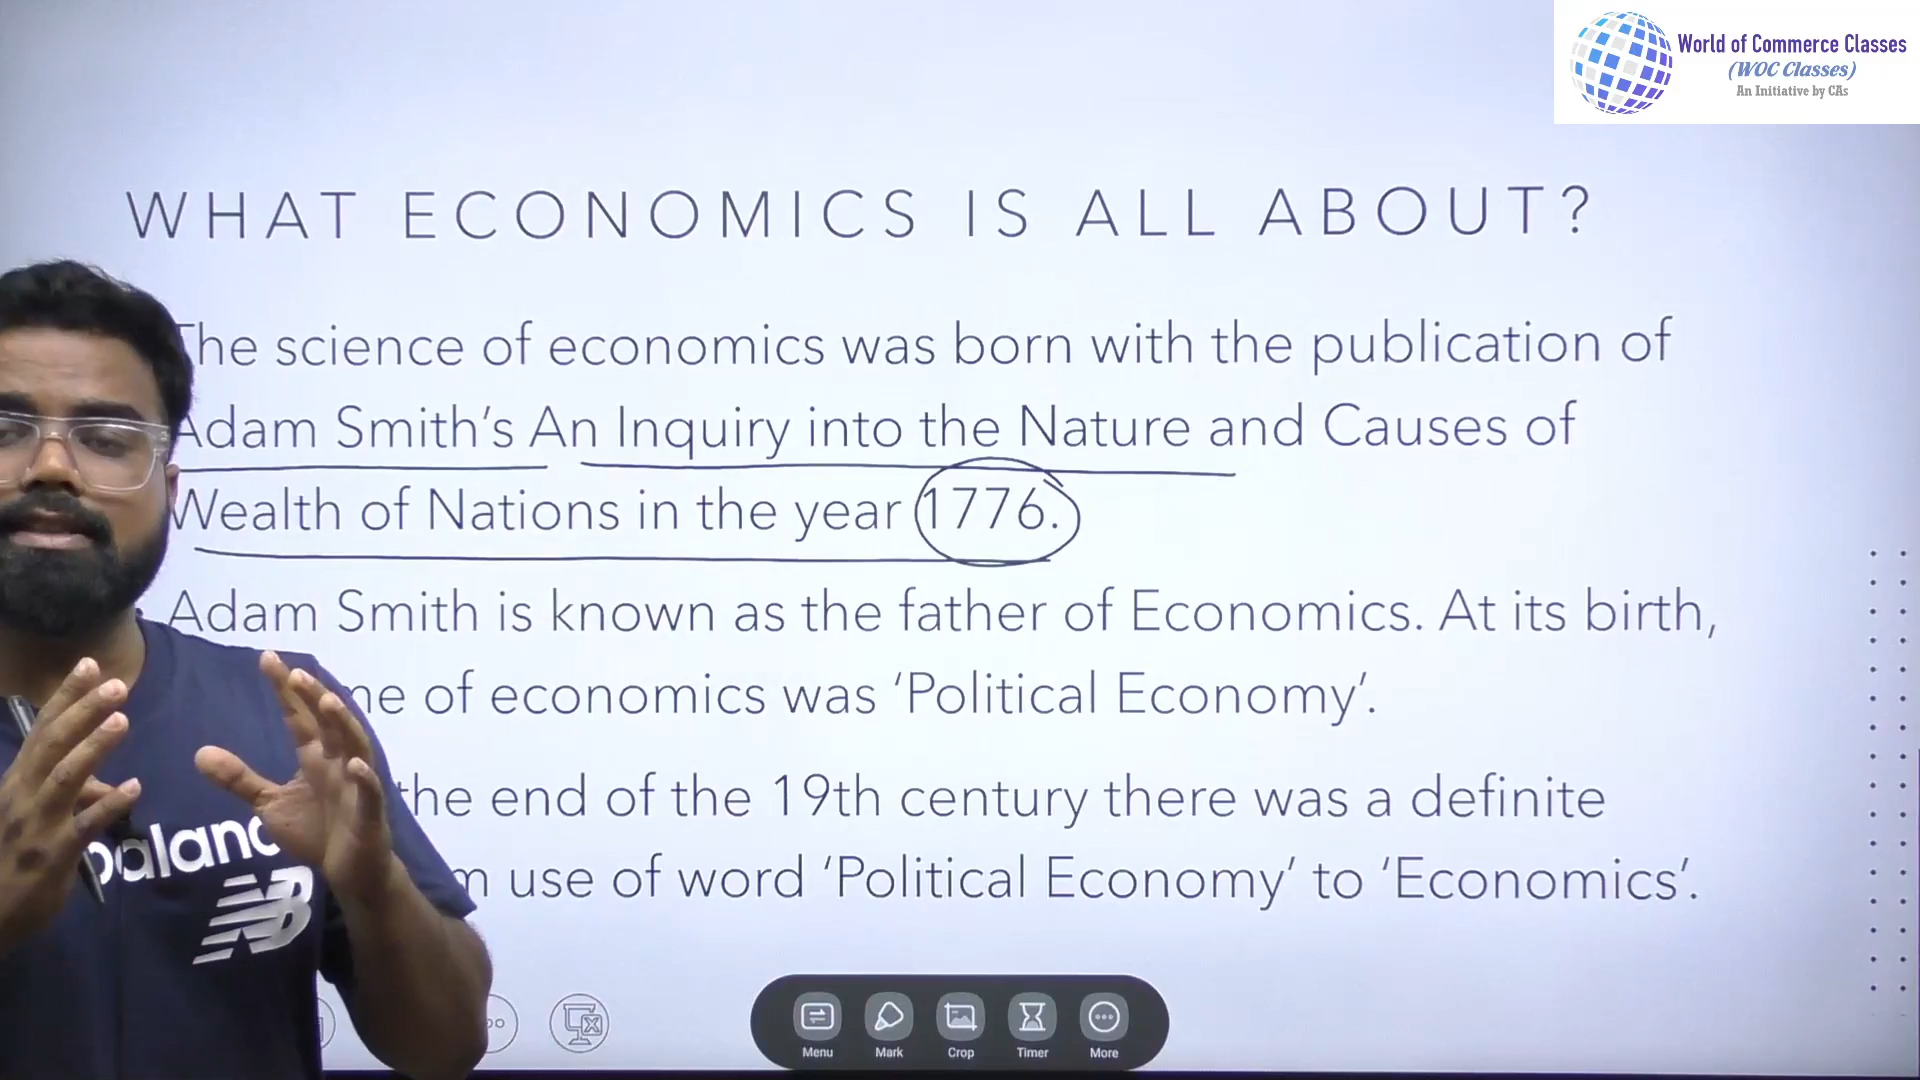 World of Commerce Classes
(WOC Classes)
An Initiative by CAs
WHAT ECONOMICS IS ALL ABOUT?
The science of economics was born with the publication of
Adam Smith's An Inquiry into the Nature and Causes of
Wealth of Nations in the year 1776.
Adam Smith is known as the father of Economics. At its birth,
of economics was 'Political Economy'.
the end of the 19th century there was a definite
use of word 'Political Economy' to 'Economics'.
balance
NB
Menu Mark Crop Timer More